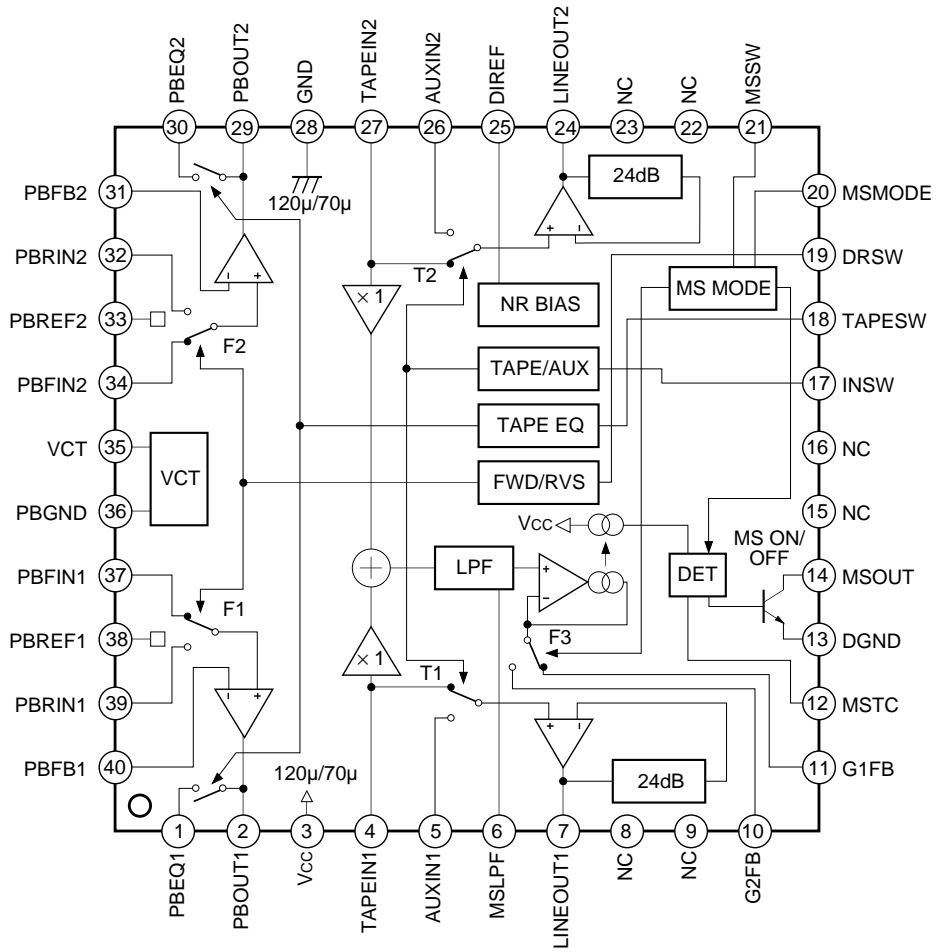 PBEQ2
PBOUT2
GND
TAPEIN2
AUXIN2
DIREF
LINEOUT2
NC
NC
MSSW
30
29
28
27
26
25
24
23
22
21
PBFB2
31
120µ/70µ
24dB
20
MSMODE
PBRIN2
32
T2
19
DRSW
PBREF2
33
× 1
NR BIAS
MS MODE
18
TAPESW
F2
PBFIN2
34
TAPE/AUX
17
INSW
VCT
35
TAPE EQ
16
NC
VCT
PBGND
36
FWD/RVS
15
NC
VCC
MS ON/
OFF
PBFIN1
37
LPF
DET
14
MSOUT
F1
F3
PBREF1
38
13
DGND
× 1
T1
PBRIN1
39
12
MSTC
PBFB1
40
120µ/70µ
24dB
11
G1FB
1
2
3
4
5
6
7
8
9
10
PBEQ1
PBOUT1
VCC
TAPEIN1
AUXIN1
MSLPF
LINEOUT1
NC
NC
G2FB